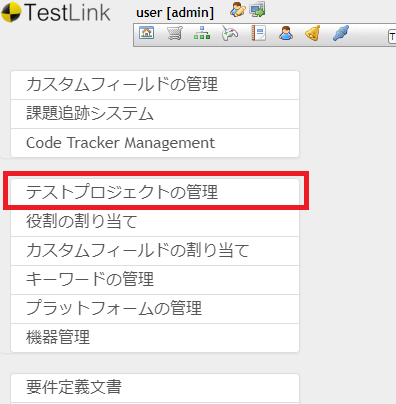 TestLink
user [admin]
カスタムフィールドの管理
課題追跡システム
Code Tracker Management
テストプロジェクトの管理
役割の割り当て
カスタムフィールドの割り当て
キーワードの管理
プラットフォームの管理
機器管理
要件定義文書